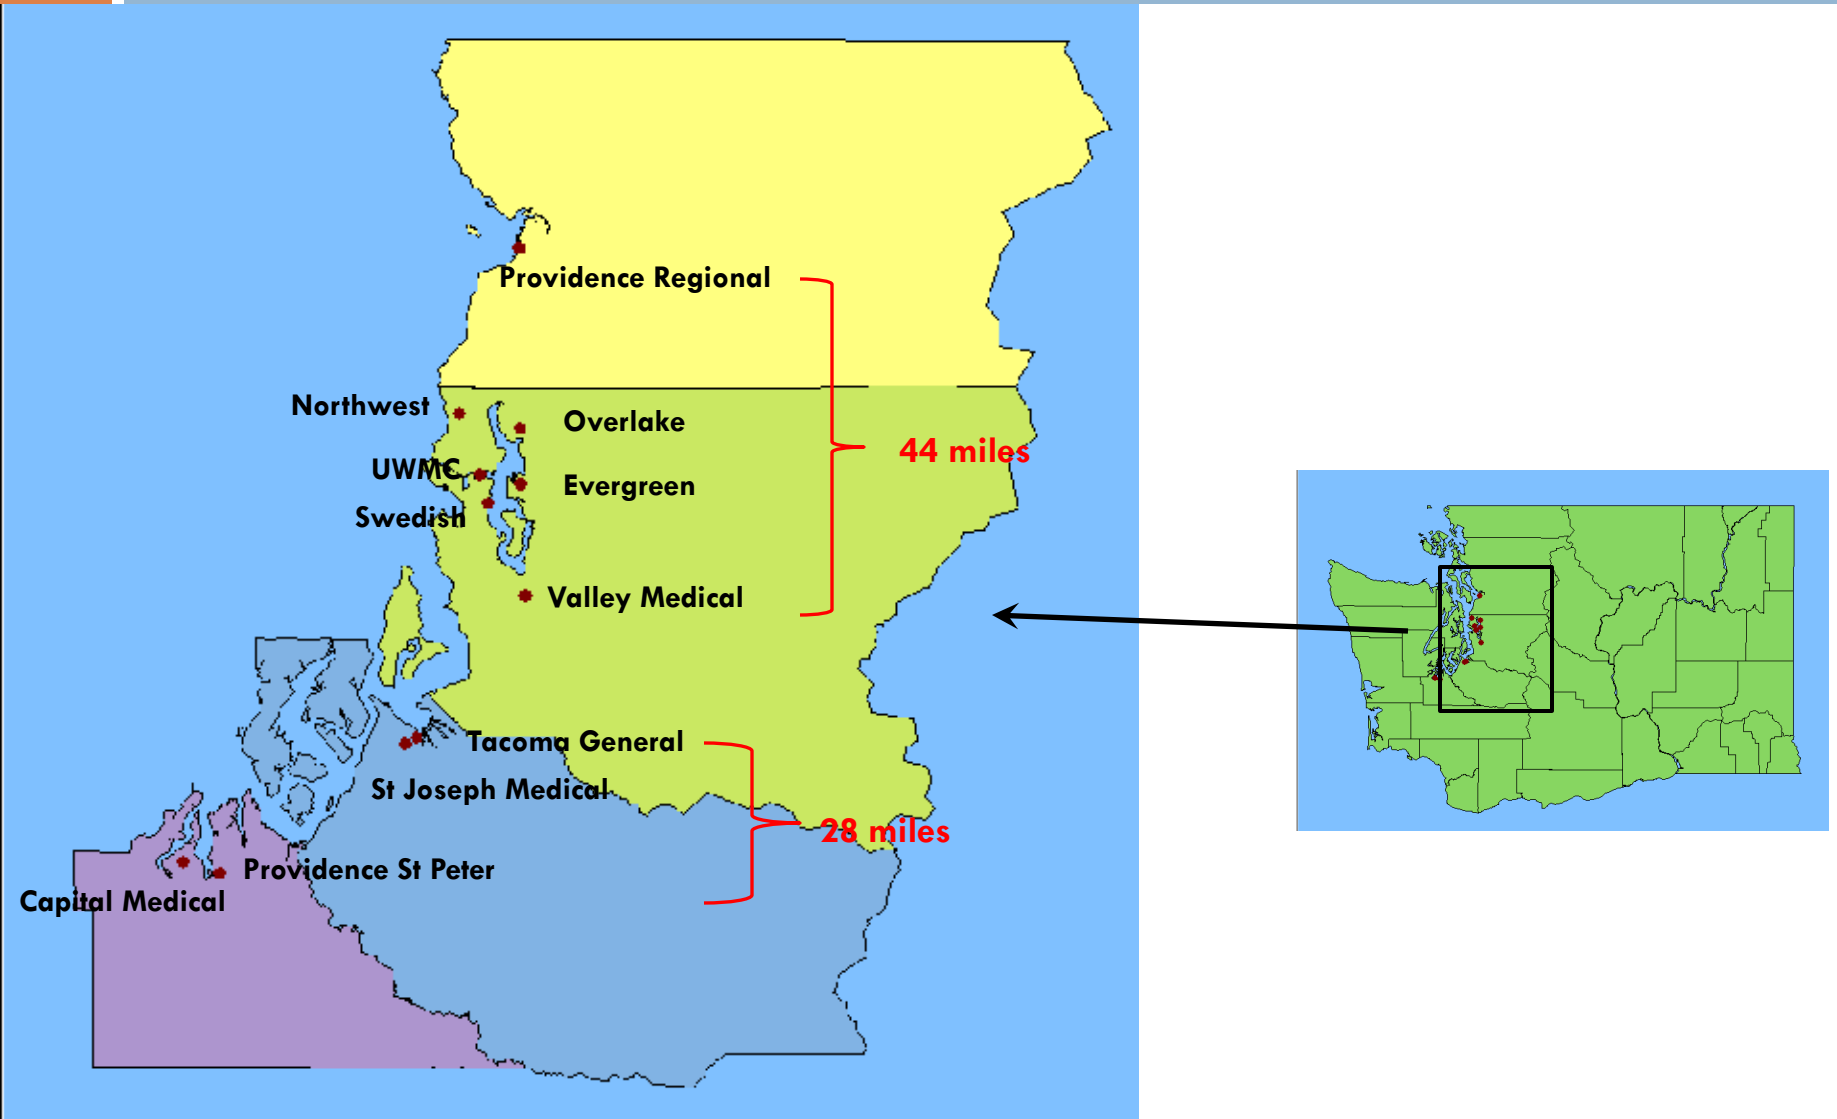 Providence Regional
Northwest
Overlake
44 miles
UWMC
Evergreen
Swedish
Valley Medical
Tacoma General
St Joseph Medical
28 miles
Providence St Peter
Capital Medical